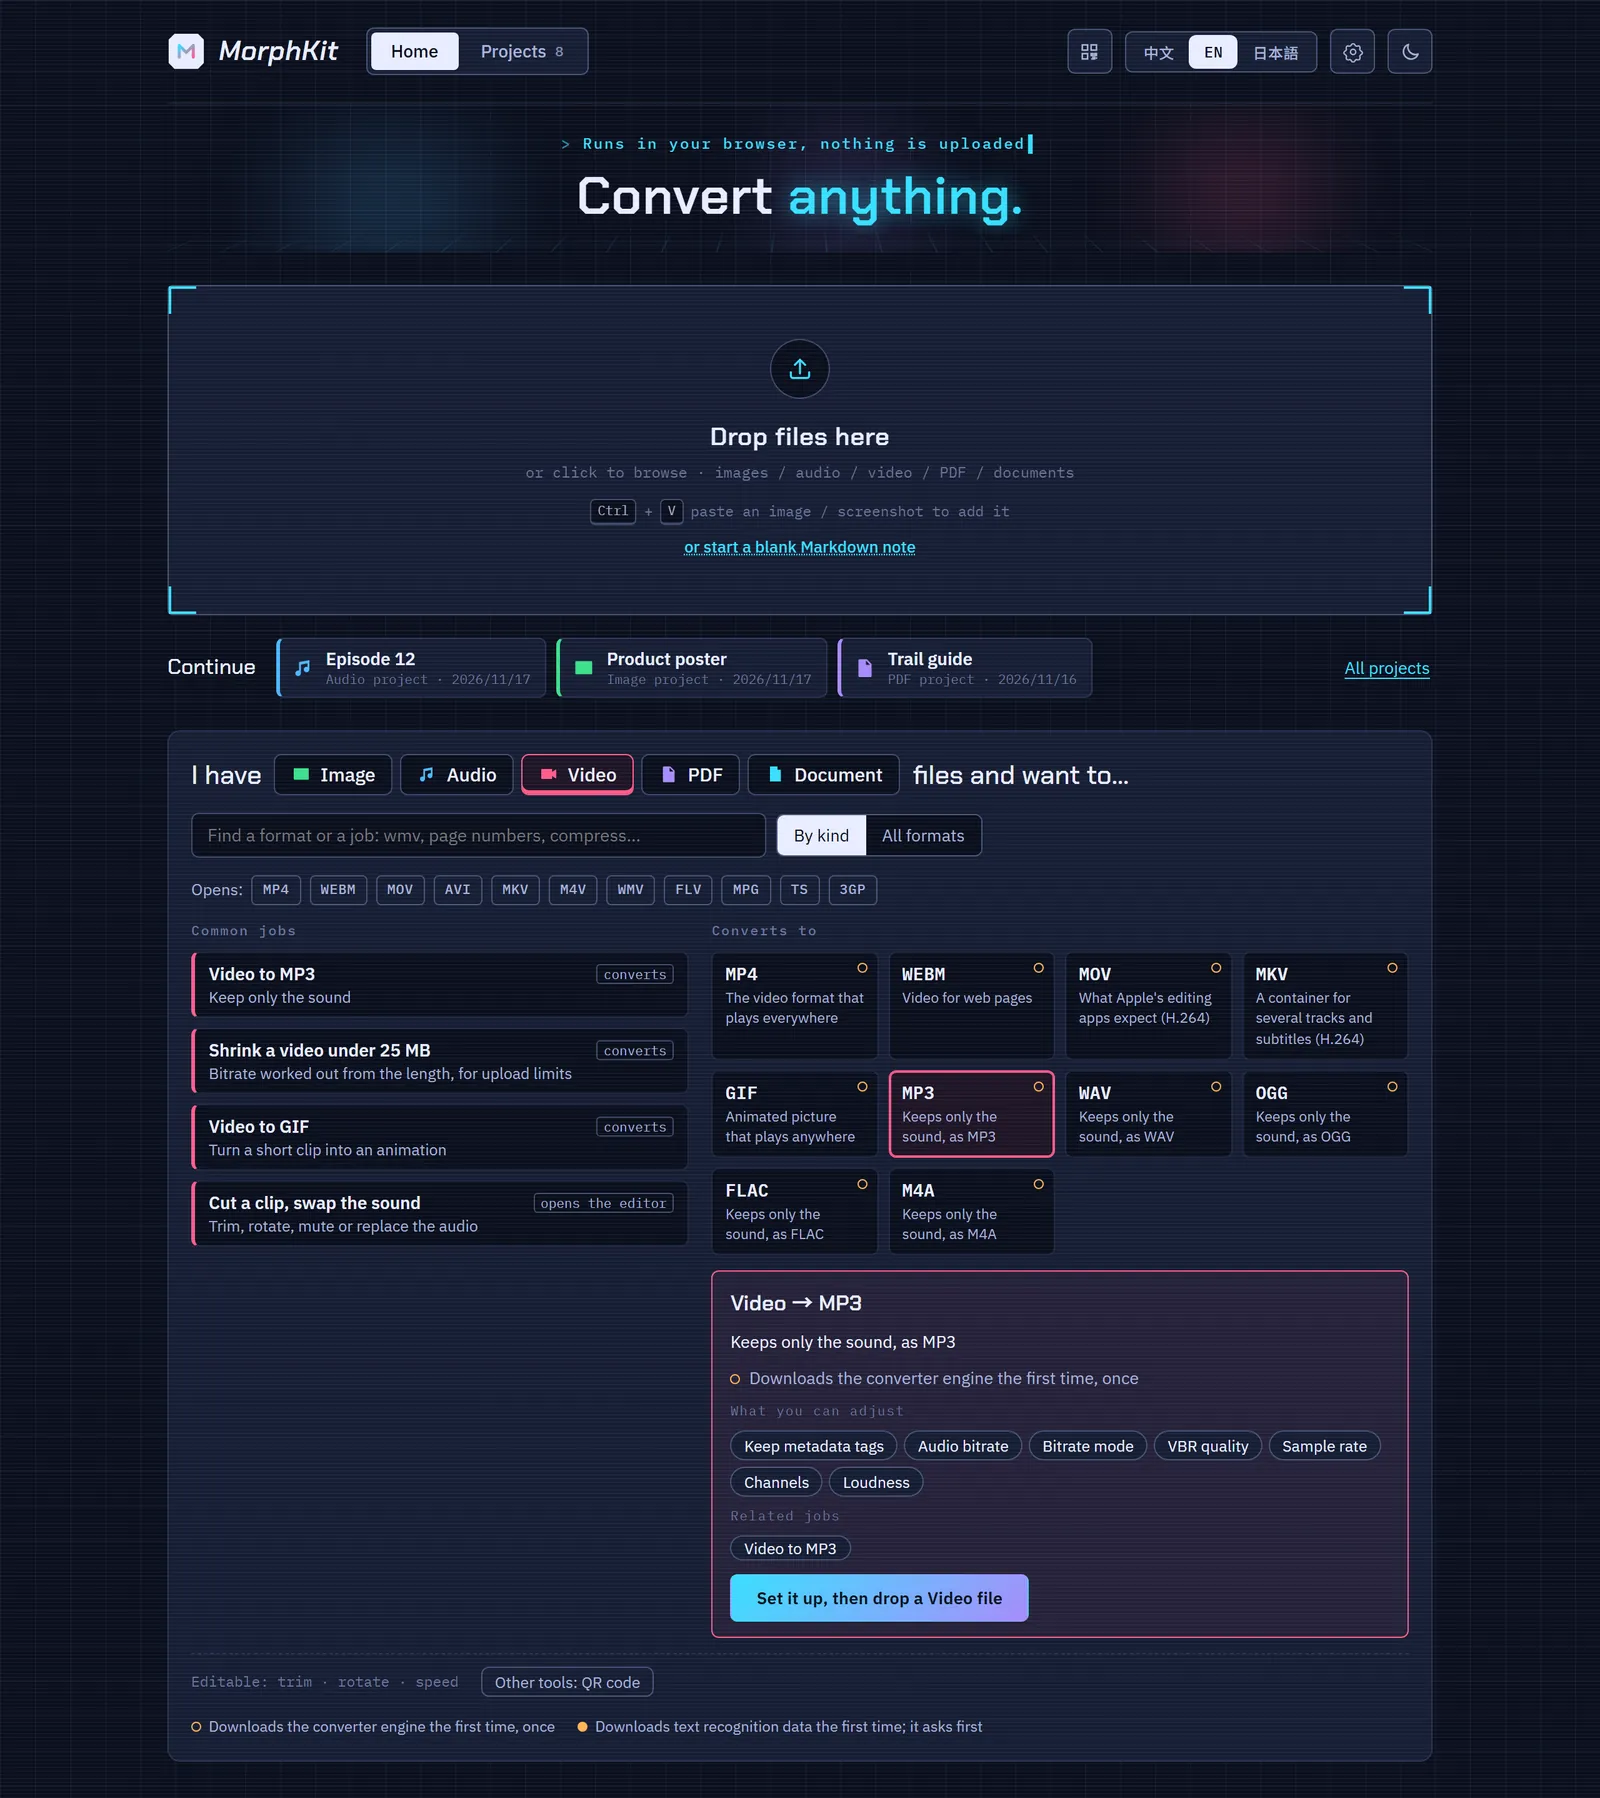 MorphKit
Home
Projects 8
中文
EN
日本語
> Runs in your browser, nothing is uploaded
Convert anything.
Drop files here
or click to browse · images / audio / video / PDF / documents
Ctrl + V paste an image / screenshot to add it
or start a blank Markdown note
Continue
Episode 12
Audio project · 2026/11/17
Product poster
Image project · 2026/11/17
Trail guide
PDF project · 2026/11/16
All projects
I have Image Audio Video PDF Document files and want to...
Find a format or a job: wmv, page numbers, compress...
By kind
All formats
Opens: MP4 WEBM MOV AVI MKV M4V WMV FLV MPG TS 3GP
Common jobs
Video to MP3
converts
Keep only the sound
Shrink a video under 25 MB
converts
Bitrate worked out from the length, for upload limits
Video to GIF
converts
Turn a short clip into an animation
Cut a clip, swap the sound
opens the editor
Trim, rotate, mute or replace the audio
Converts to
MP4
The video format that
plays everywhere
WEBM
Video for web pages
MOV
What Apple's editing
apps expect (H.264)
MKV
A container for
several tracks and
subtitles (H.264)
GIF
Animated picture
that plays anywhere
MP3
Keeps only the
sound, as MP3
WAV
Keeps only the
sound, as WAV
OGG
Keeps only the
sound, as OGG
FLAC
Keeps only the
sound, as FLAC
M4A
Keeps only the
sound, as M4A
Video → MP3
Keeps only the sound, as MP3
Downloads the converter engine the first time, once
What you can adjust
Keep metadata tags
Audio bitrate
Bitrate mode
VBR quality
Sample rate
Channels
Loudness
Related jobs
Video to MP3
Set it up, then drop a Video file
Editable: trim · rotate · speed
Other tools: QR code
Downloads the converter engine the first time, once
Downloads text recognition data the first time; it asks first